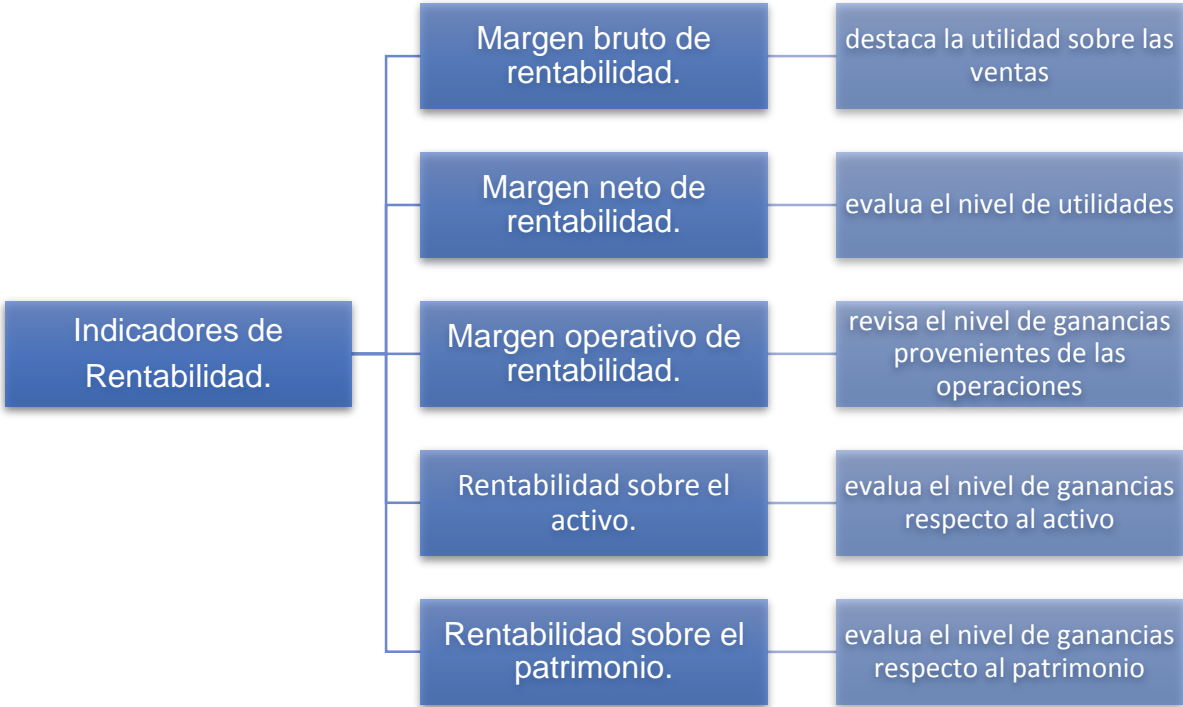 Indicadores de
Rentabilidad.
Margen bruto de
rentabilidad.
destaca la utilidad sobre las
ventas
Margen neto de
rentabilidad.
evalua el nivel de utilidades
Margen operativo de
rentabilidad.
revisa el nivel de ganancias
provenientes de las
operaciones
Rentabilidad sobre el
activo.
evalua el nivel de ganancias
respecto al activo
Rentabilidad sobre el
patrimonio.
evalua el nivel de ganancias
respecto al patrimonio